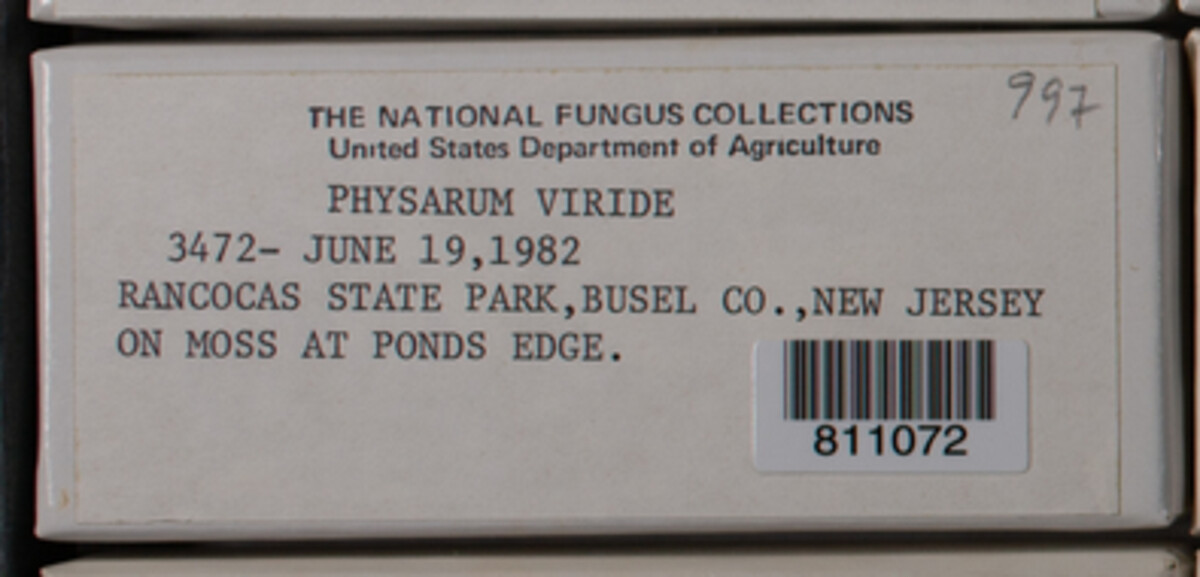 997
THE NATIONAL FUNGUS COLLECTIONS
United States Department of Agriculture
PHYSARUM VIRIDE
3472- JUNE 19,1982
RANCOCAS STATE PARK,BUSEL CO.,NEW JERSEY
ON MOSS AT PONDS EDGE.
811072